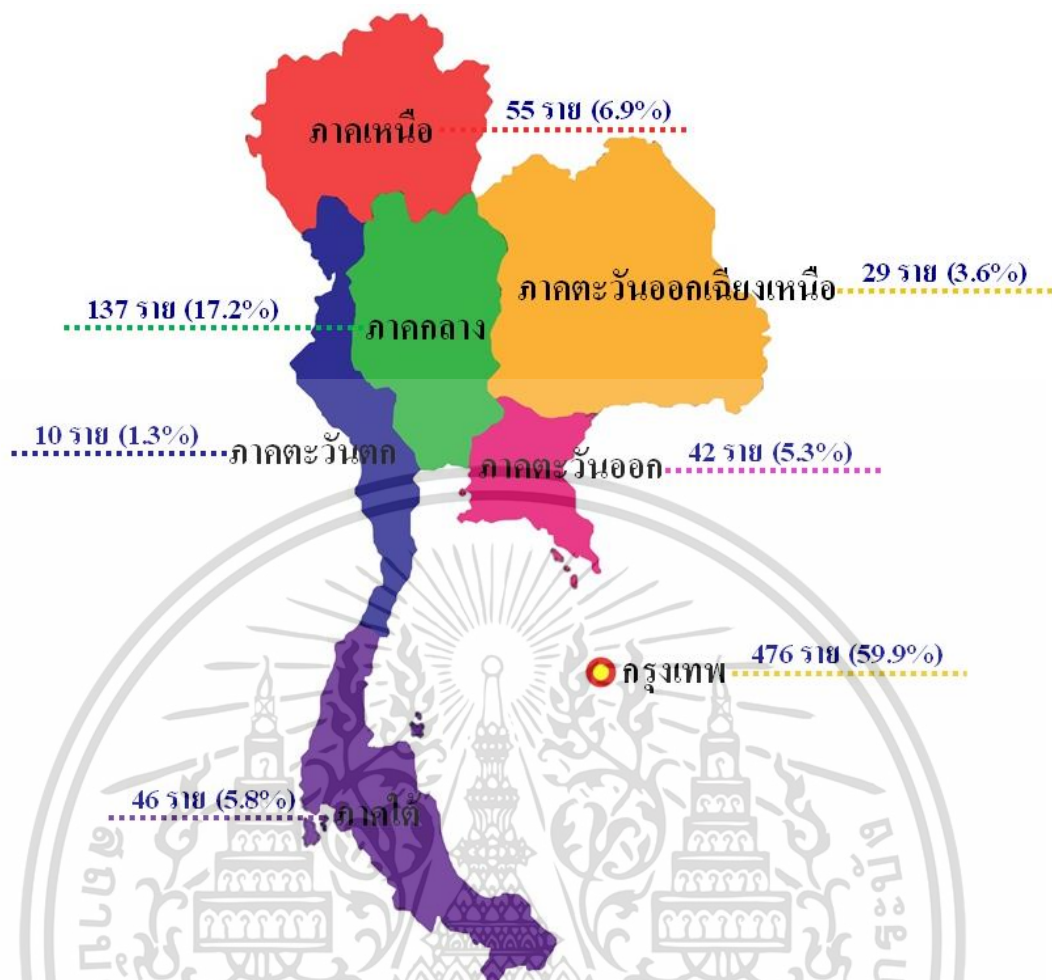 55 ราย (6.9%)
ภาคเหนือ
ภาคตะวันออกเฉียงเหนือ
29 ราย (3.6%)
137 ราย (17.2%)
ภาคกลาง
10 ราย (1.3%)
ภาคตะวันตก
ภาคตะวันออก
42 ราย (5.3%)
กรุงเทพ
476 ราย (59.9%)
46 ราย (5.8%)
ภาคใต้